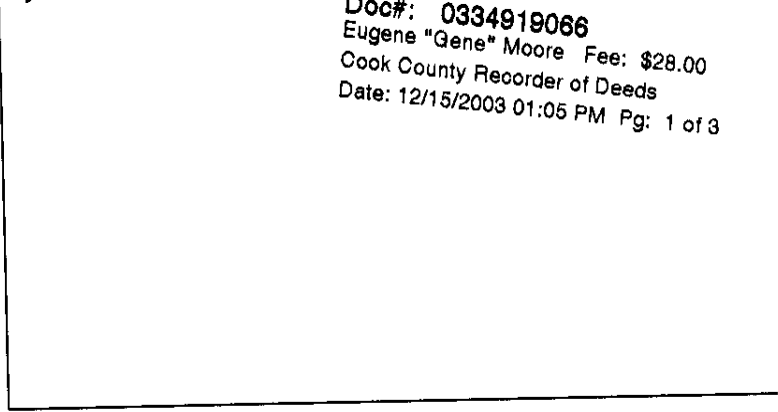 Doc#: 0334919066
Eugene "Gene" Moore Fee: $28.00
Cook County Recorder of Deeds
Date: 12/15/2003 01:05 PM Pg: 1 of 3